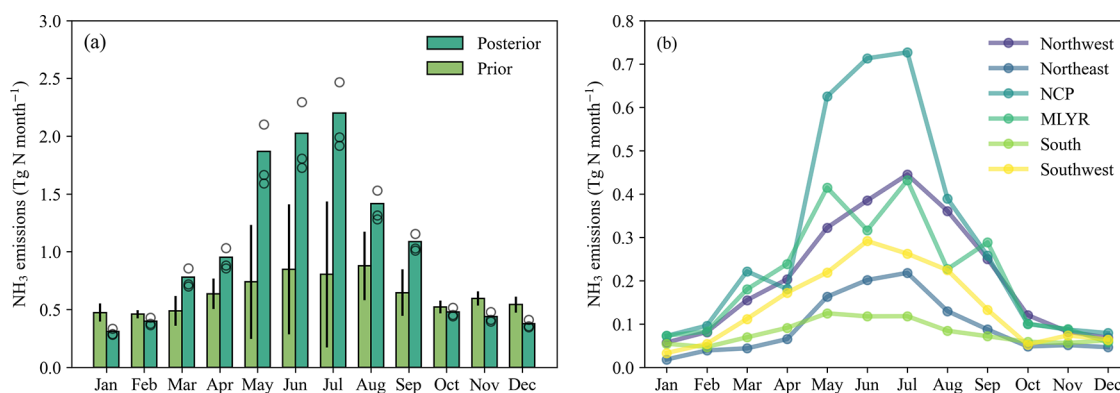 (a)
Posterior
Prior
NH₃ emissions (Tg N month⁻¹)
3.0
2.5
2.0
1.5
1.0
0.5
0.0
Jan Feb Mar Apr May Jun Jul Aug Sep Oct Nov Dec
(b)
Northwest
Northeast
NCP
MLYR
South
Southwest
NH₃ emissions (Tg N month⁻¹)
0.8
0.7
0.6
0.5
0.4
0.3
0.2
0.1
0.0
Jan Feb Mar Apr May Jun Jul Aug Sep Oct Nov Dec